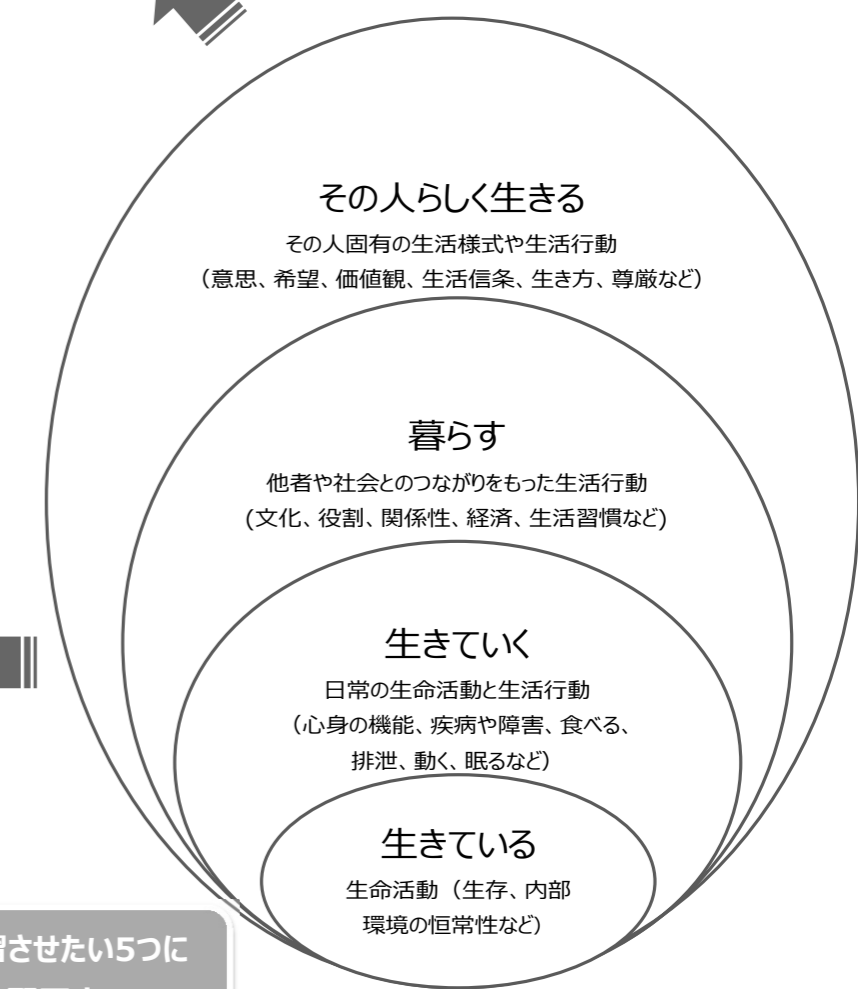 その人らしく生きる
その人固有の生活様式や生活行動
（意思、希望、価値観、生活信条、生き方、尊厳など）
暮らす
他者や社会とのつながりをもった生活行動
(文化、役割、関係性、経済、生活習慣など)
生きていく
日常の生命活動と生活行動
（心身の機能、疾病や障害、食べる、
排泄、動く、眠るなど）
生きている
生命活動（生存、内部
環境の恒常性など）
させたい5つに